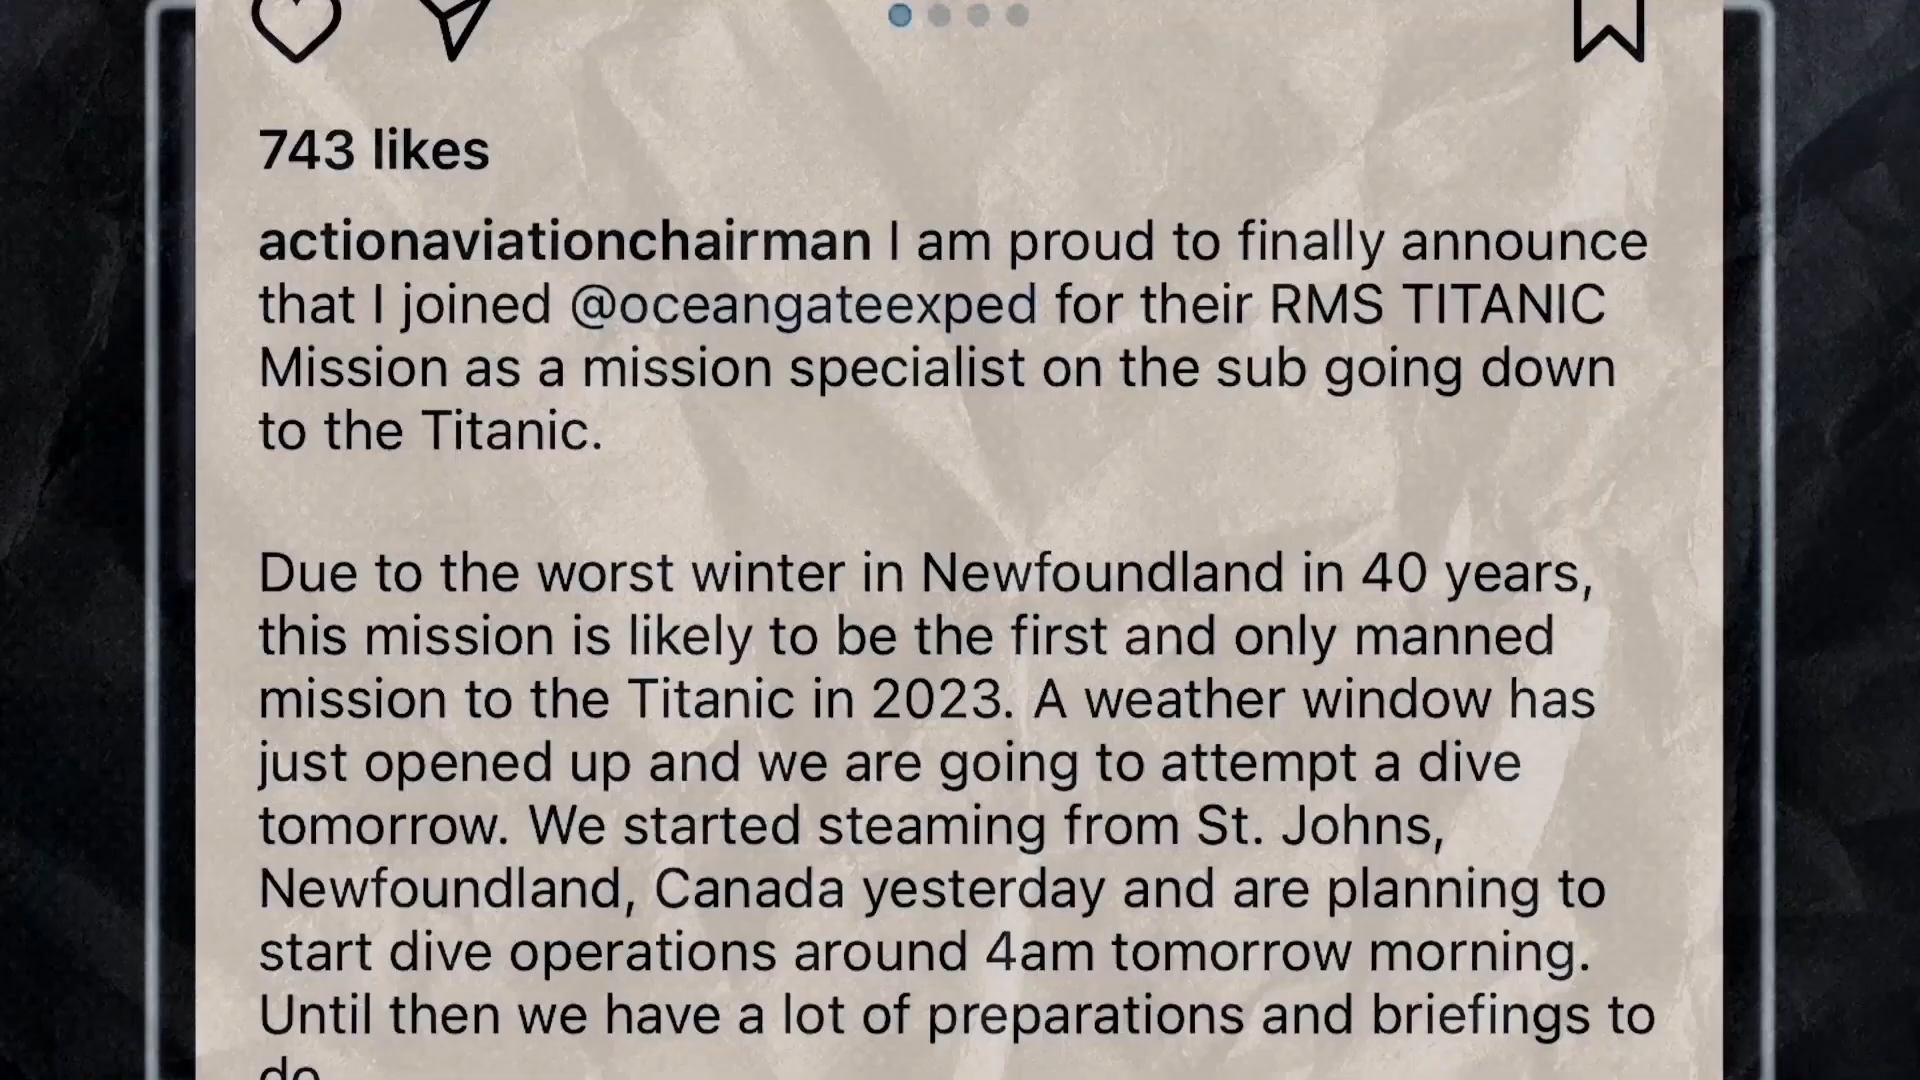 743 likes
actionaviationchairman I am proud to finally announce
that I joined @oceangateexped for their RMS TITANIC
Mission as a mission specialist on the sub going down
to the Titanic.
Due to the worst winter in Newfoundland in 40 years,
this mission is likely to be the first and only manned
mission to the Titanic in 2023. A weather window has
just opened up and we are going to attempt a dive
tomorrow. We started steaming from St. Johns,
Newfoundland, Canada yesterday and are planning to
start dive operations around 4am tomorrow morning.
Until then we have a lot of preparations and briefings to
do